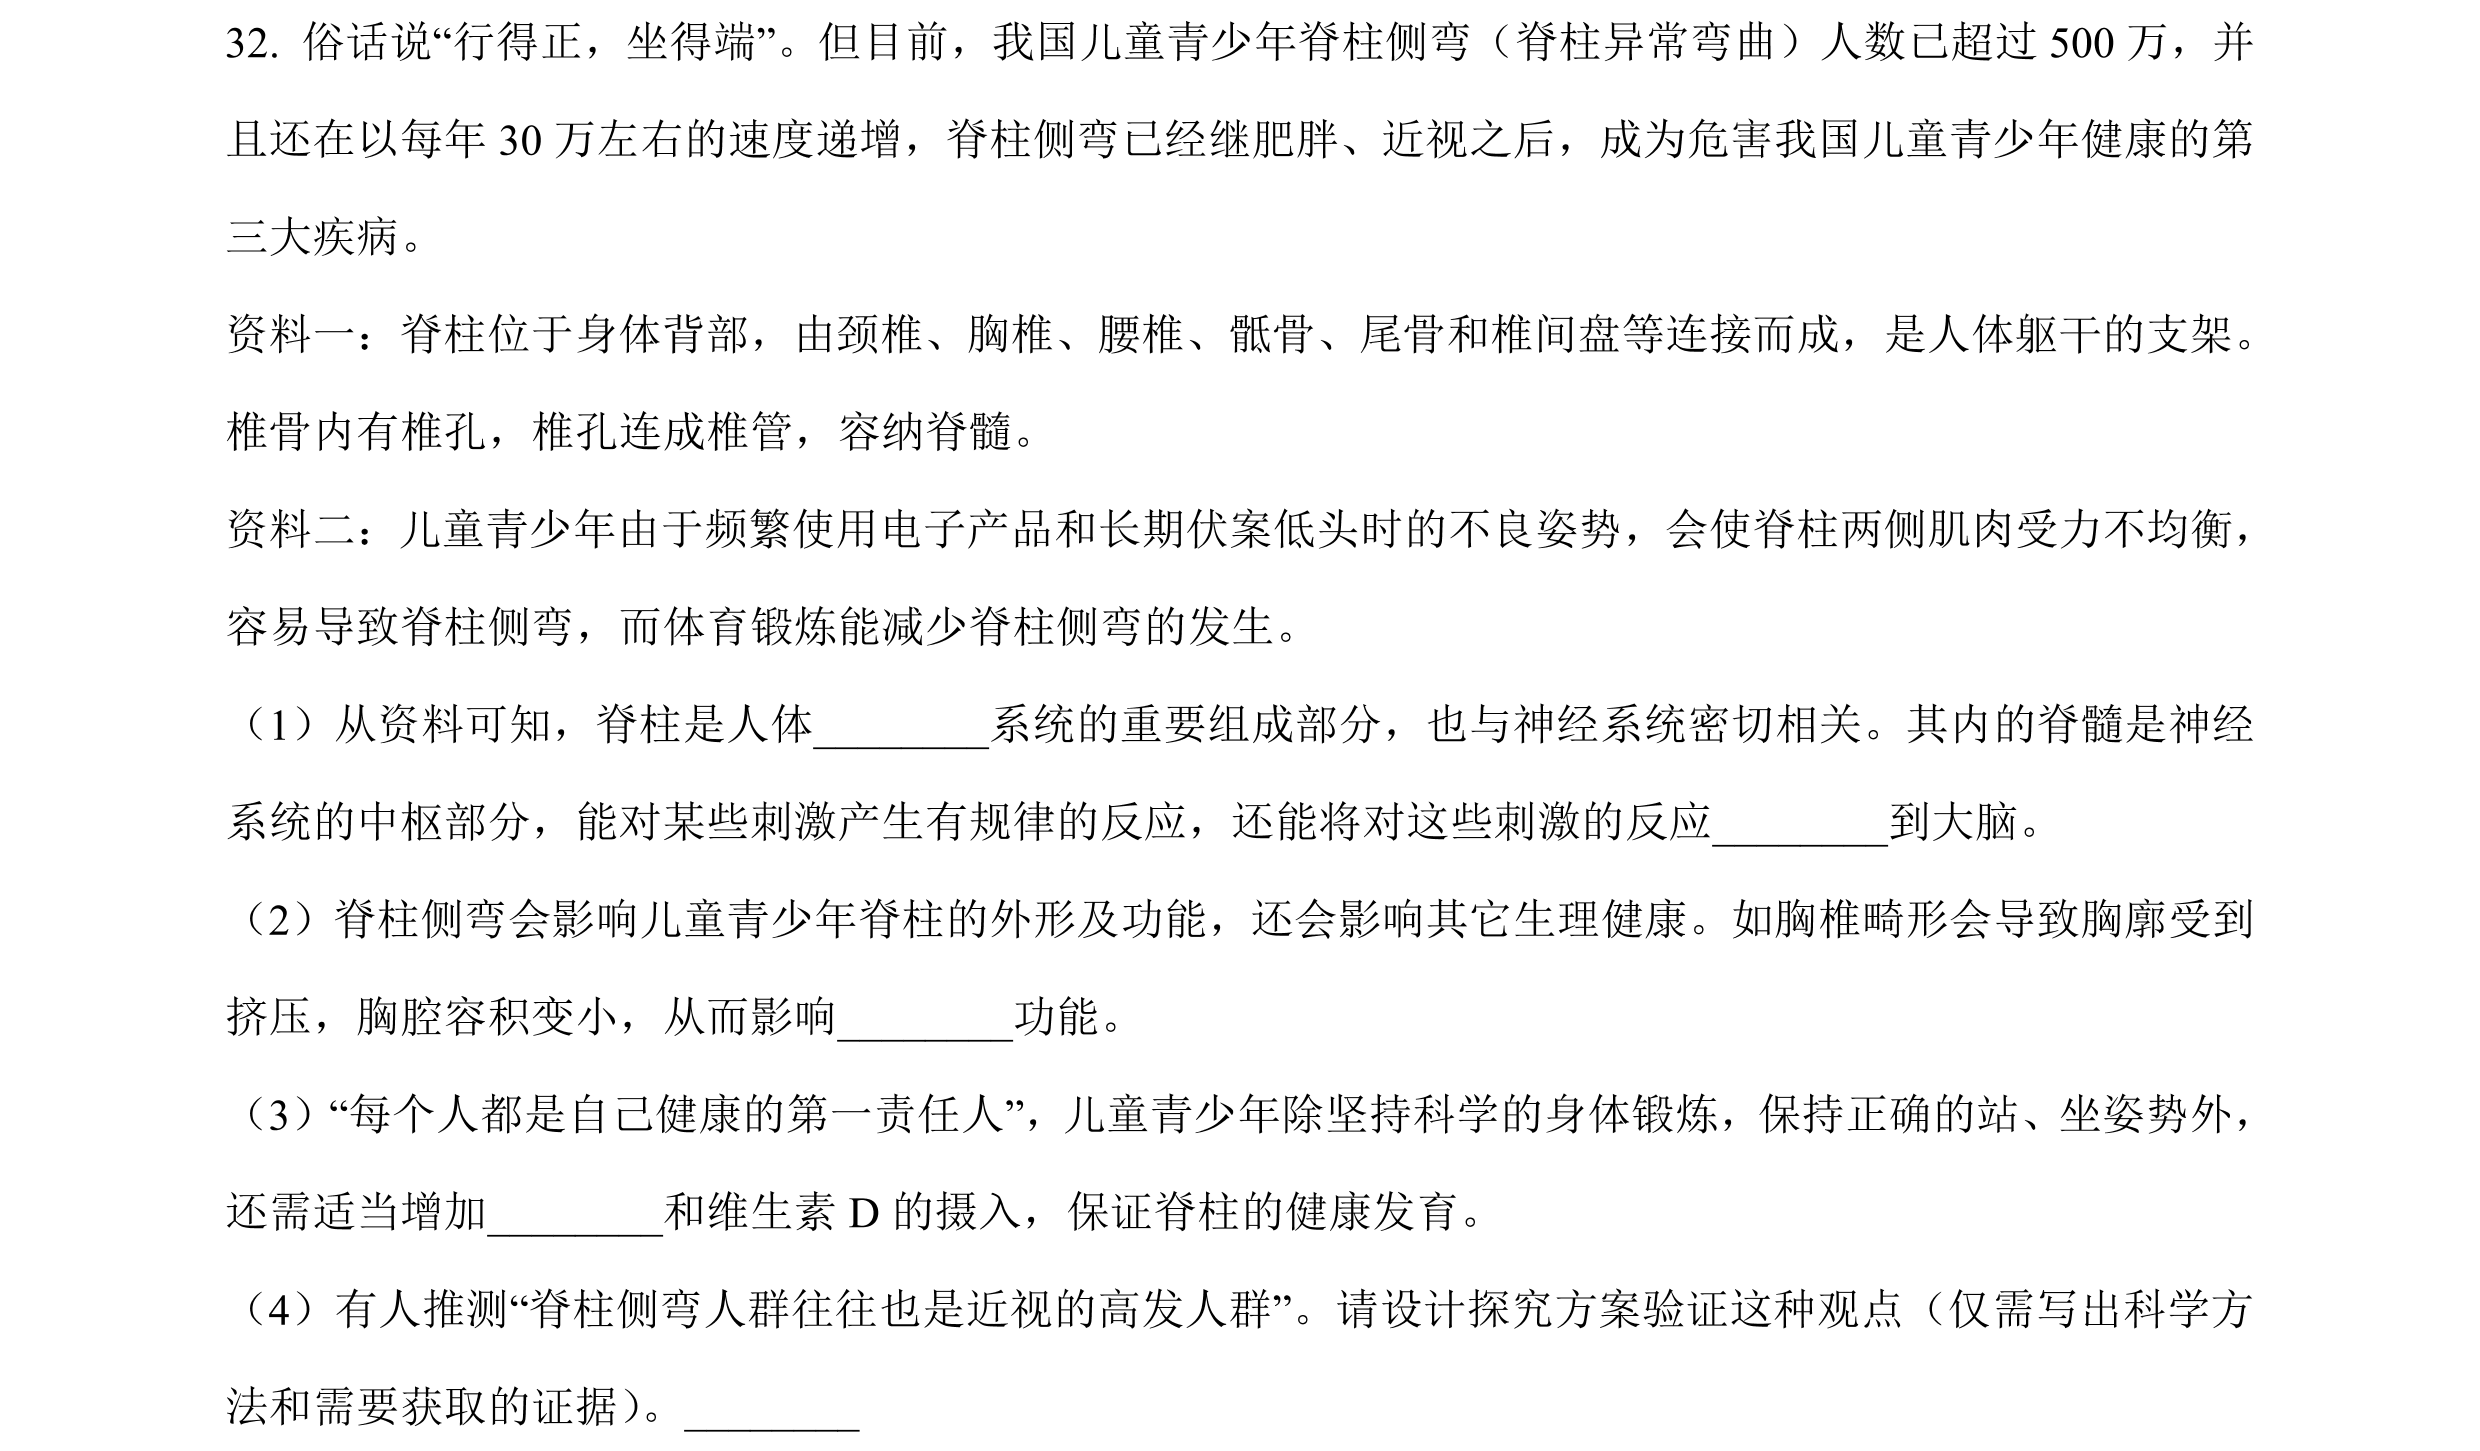 32. 俗话说“行得正，坐得端”。但目前，我国儿童青少年脊柱侧弯（脊柱异常弯曲）人数已超过 500 万，并
且还在以每年 30 万左右的速度递增，脊柱侧弯已经继肥胖、近视之后，成为危害我国儿童青少年健康的第
三大疾病。
资料一：脊柱位于身体背部，由颈椎、胸椎、腰椎、骶骨、尾骨和椎间盘等连接而成，是人体躯干的支架。
椎骨内有椎孔，椎孔连成椎管，容纳脊髓。
资料二：儿童青少年由于频繁使用电子产品和长期伏案低头时的不良姿势，会使脊柱两侧肌肉受力不均衡，
容易导致脊柱侧弯，而体育锻炼能减少脊柱侧弯的发生。
（1）从资料可知，脊柱是人体________系统的重要组成部分，也与神经系统密切相关。其内的脊髓是神经
系统的中枢部分，能对某些刺激产生有规律的反应，还能将对这些刺激的反应________到大脑。
（2）脊柱侧弯会影响儿童青少年脊柱的外形及功能，还会影响其它生理健康。如胸椎畸形会导致胸廓受到
挤压，胸腔容积变小，从而影响________功能。
（3）“每个人都是自己健康的第一责任人”，儿童青少年除坚持科学的身体锻炼，保持正确的站、坐姿势外，
还需适当增加________和维生素 D 的摄入，保证脊柱的健康发育。
（4）有人推测“脊柱侧弯人群往往也是近视的高发人群”。请设计探究方案验证这种观点（仅需写出科学方
法和需要获取的证据）。________